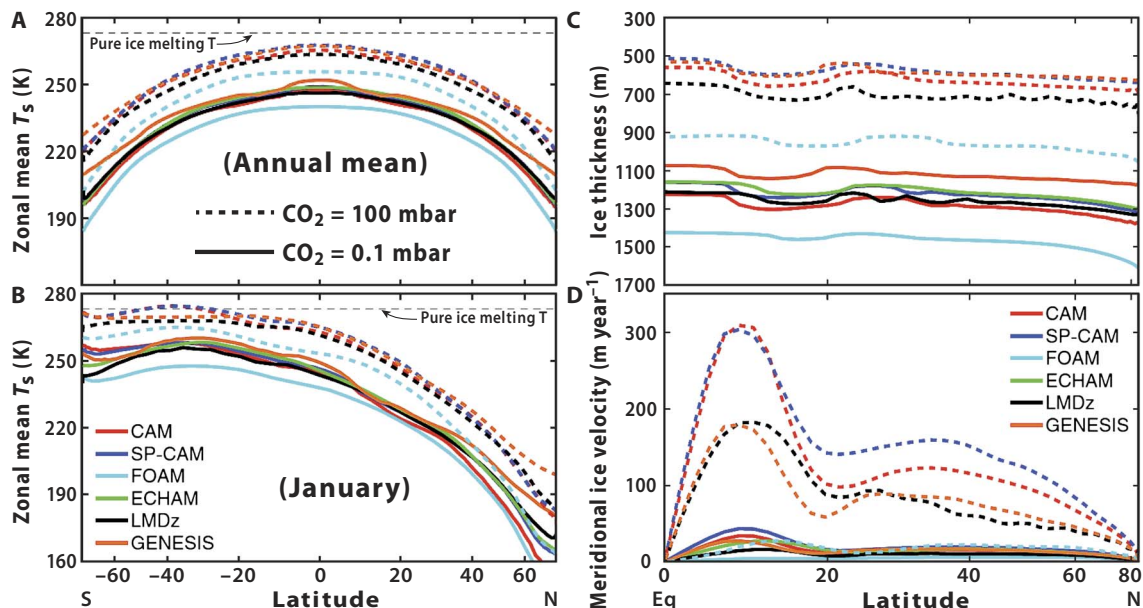 A
280
270
250
220
190
Zonal mean Ts (K)
Pure ice melting T
(Annual mean)
CO2 = 100 mbar
CO2 = 0.1 mbar
B
280
250
220
190
160
Zonal mean Ts (K)
Pure ice melting T
CAM
SP-CAM
FOAM
ECHAM
LMDz
GENESIS
(January)
−60 −40 −20 0 20 40 60
S Latitude N
C
300
500
700
900
1100
1300
1500
1700
Ice thickness (m)
D
300
200
100
0
Meridional ice velocity (m year−1)
CAM
SP-CAM
FOAM
ECHAM
LMDz
GENESIS
0 20 40 60 80
Eq Latitude N